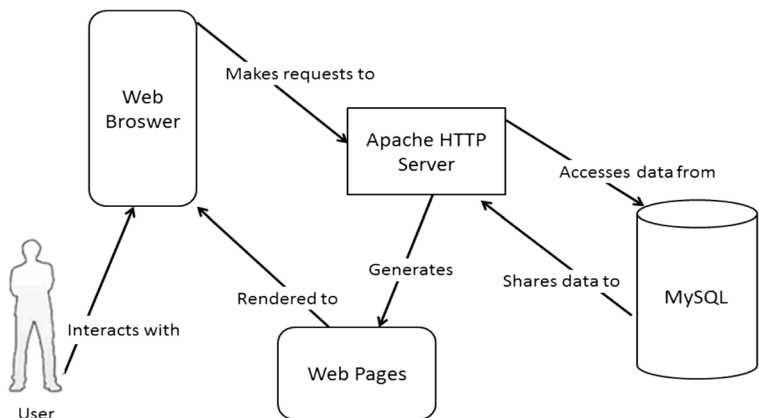 Web
Broswer
Makes requests to
Apache HTTP
Server
Accesses data from
MySQL
Shares data to
Generates
Rendered to
Web Pages
Interacts with
User